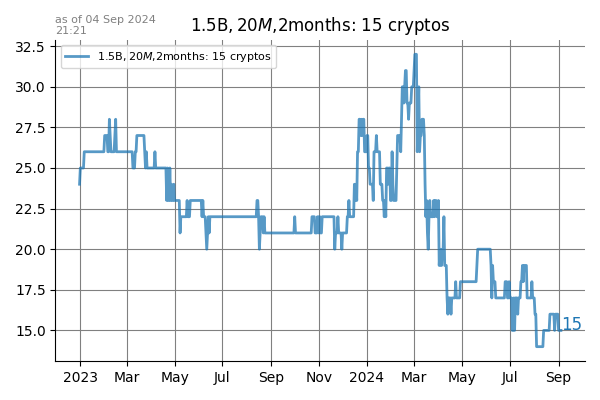 as of 04 Sep 2024
21:21
1.5B, 20M,2months: 15 cryptos
1.5B, 20M,2months: 15 cryptos
32.5
30.0
27.5
25.0
22.5
20.0
17.5
15.0
15
2023 Mar May Jul Sep Nov 2024 Mar May Jul Sep